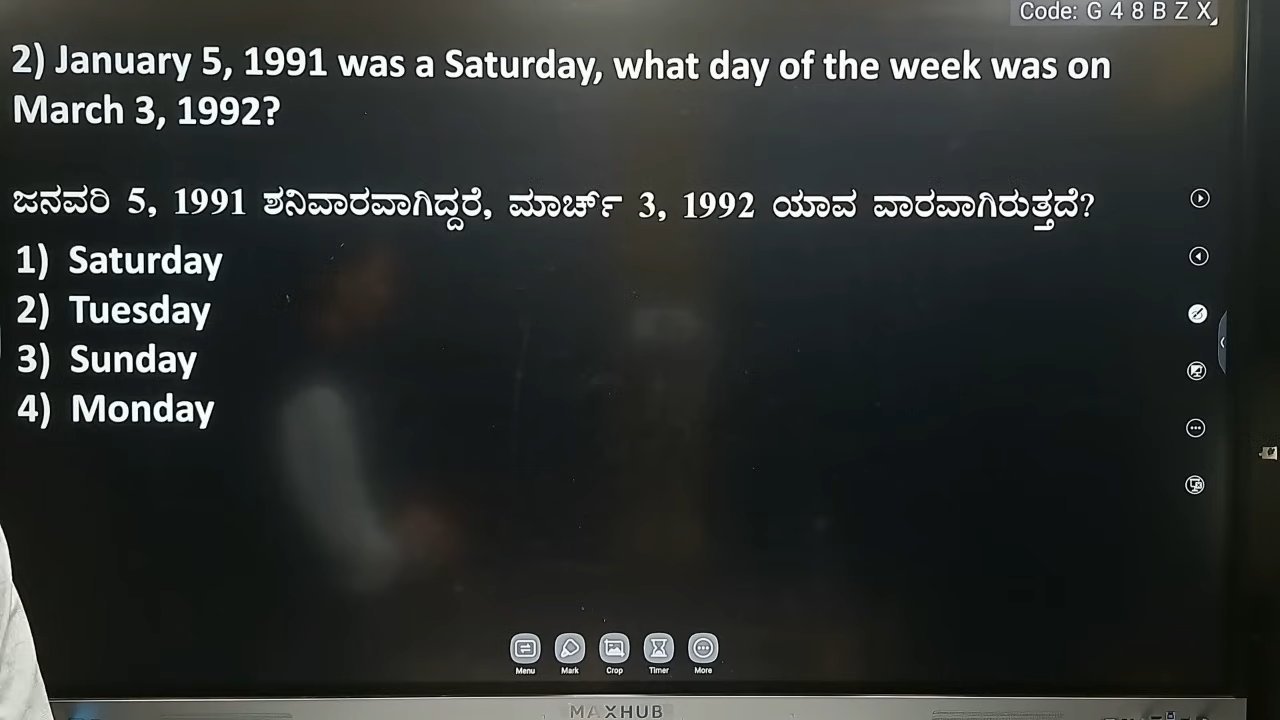 Code: G 4 8 B Z X
2) January 5, 1991 was a Saturday, what day of the week was on
March 3, 1992?
ಜನವರಿ 5, 1991 ಶನಿವಾರವಾಗಿದ್ದರೆ, ಮಾರ್ಚ್ 3, 1992 ಯಾವ ವಾರವಾಗಿರುತ್ತದೆ?
1) Saturday
2) Tuesday
3) Sunday
4) Monday
Menu Mark Crop Timer More
MAXHUB